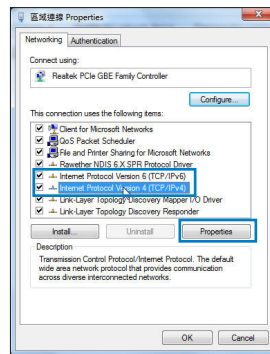 區域連線 Properties
Networking
Authentication
Connect using:
Realtek PCIe GBE Family Controller
Configure...
This connection uses the following items:
Client for Microsoft Networks
QoS Packet Scheduler
File and Printer Sharing for Microsoft Networks
Rawether NDIS 6.X SPR Protocol Driver
Internet Protocol Version 6 (TCP/IPv6)
Internet Protocol Version 4 (TCP/IPv4)
Link-Layer Topology Discovery Mapper I/O Driver
Link-Layer Topology Discovery Responder
Install...
Uninstall
Properties
Description
Transmission Control Protocol/Internet Protocol. The default
wide area network protocol that provides communication
across diverse interconnected networks.
OK
Cancel